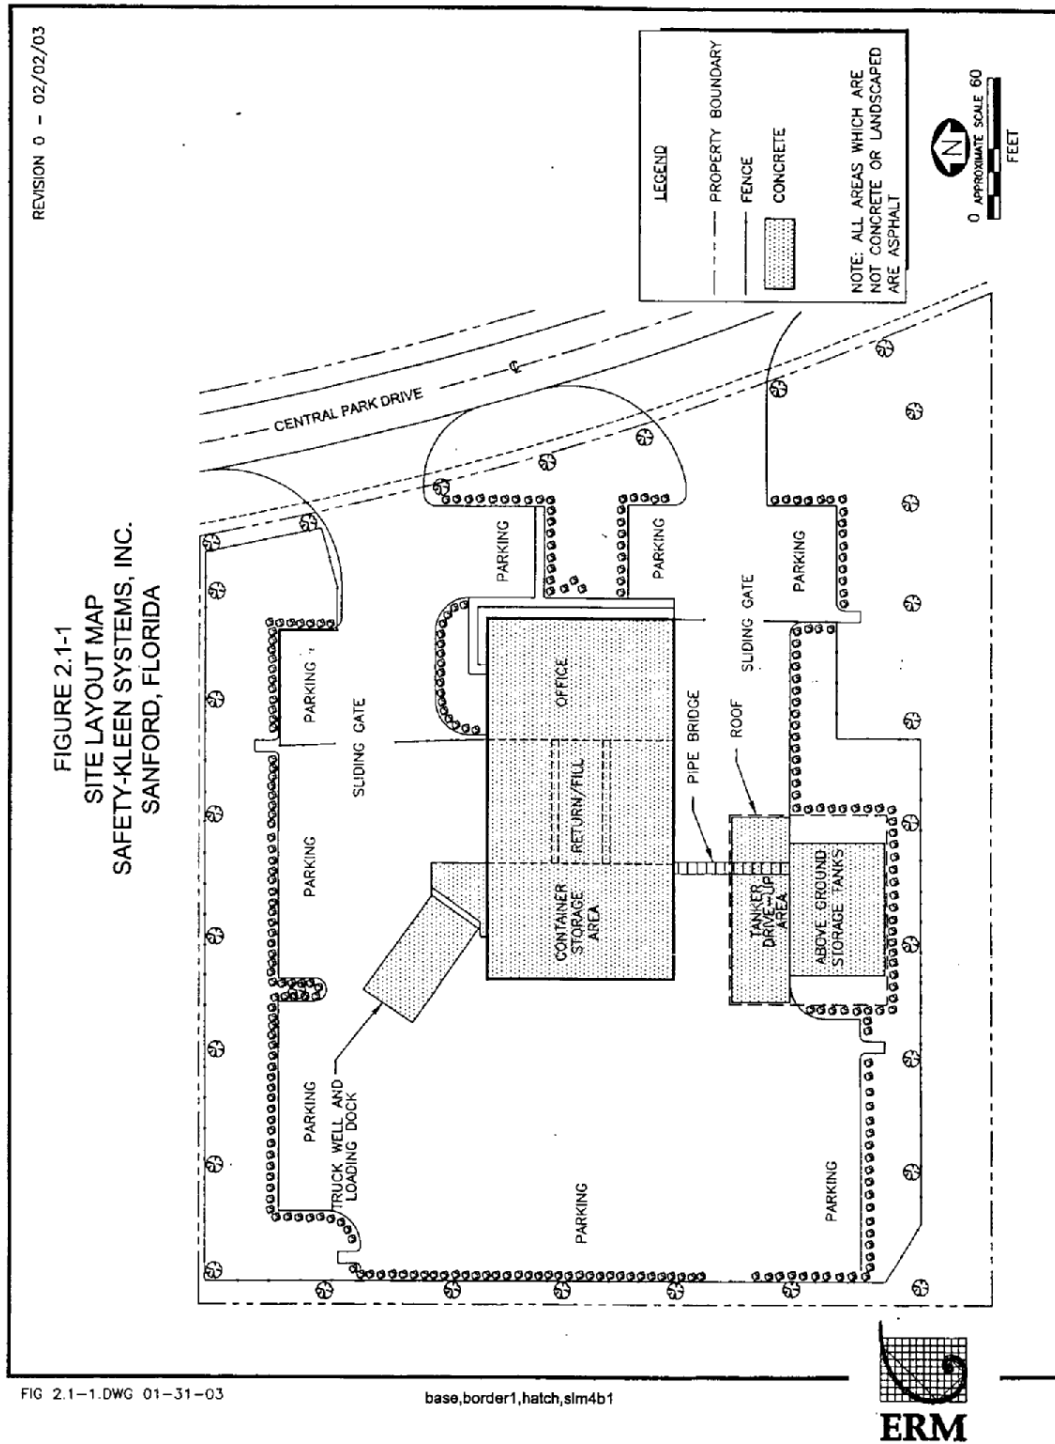 REVISION 0 - 02/02/03
FIGURE 2.1-1
SITE LAYOUT MAP
SAFETY-KLEEN SYSTEMS, INC.
SANFORD, FLORIDA
LEGEND
PROPERTY BOUNDARY
FENCE
CONCRETE
NOTE: ALL AREAS WHICH ARE
NOT CONCRETE OR LANDSCAPED
ARE ASPHALT
N
0 APPROXIMATE SCALE 60
FEET
CENTRAL PARK DRIVE
PARKING
PARKING
PARKING
PARKING
SLIDING GATE
SLIDING GATE
OFFICE
RETURN/FILL
CONTAINER
STORAGE
AREA
PIPE BRIDGE
ROOF
TANKER
DRIVE-UP
AREA
ABOVE GROUND
STORAGE TANKS
PARKING
PARKING
TRUCK WELL AND
LOADING DOCK
PARKING
PARKING
FIG 2.1-1.DWG 01-31-03
base,border1,hatch,slm4b1
ERM